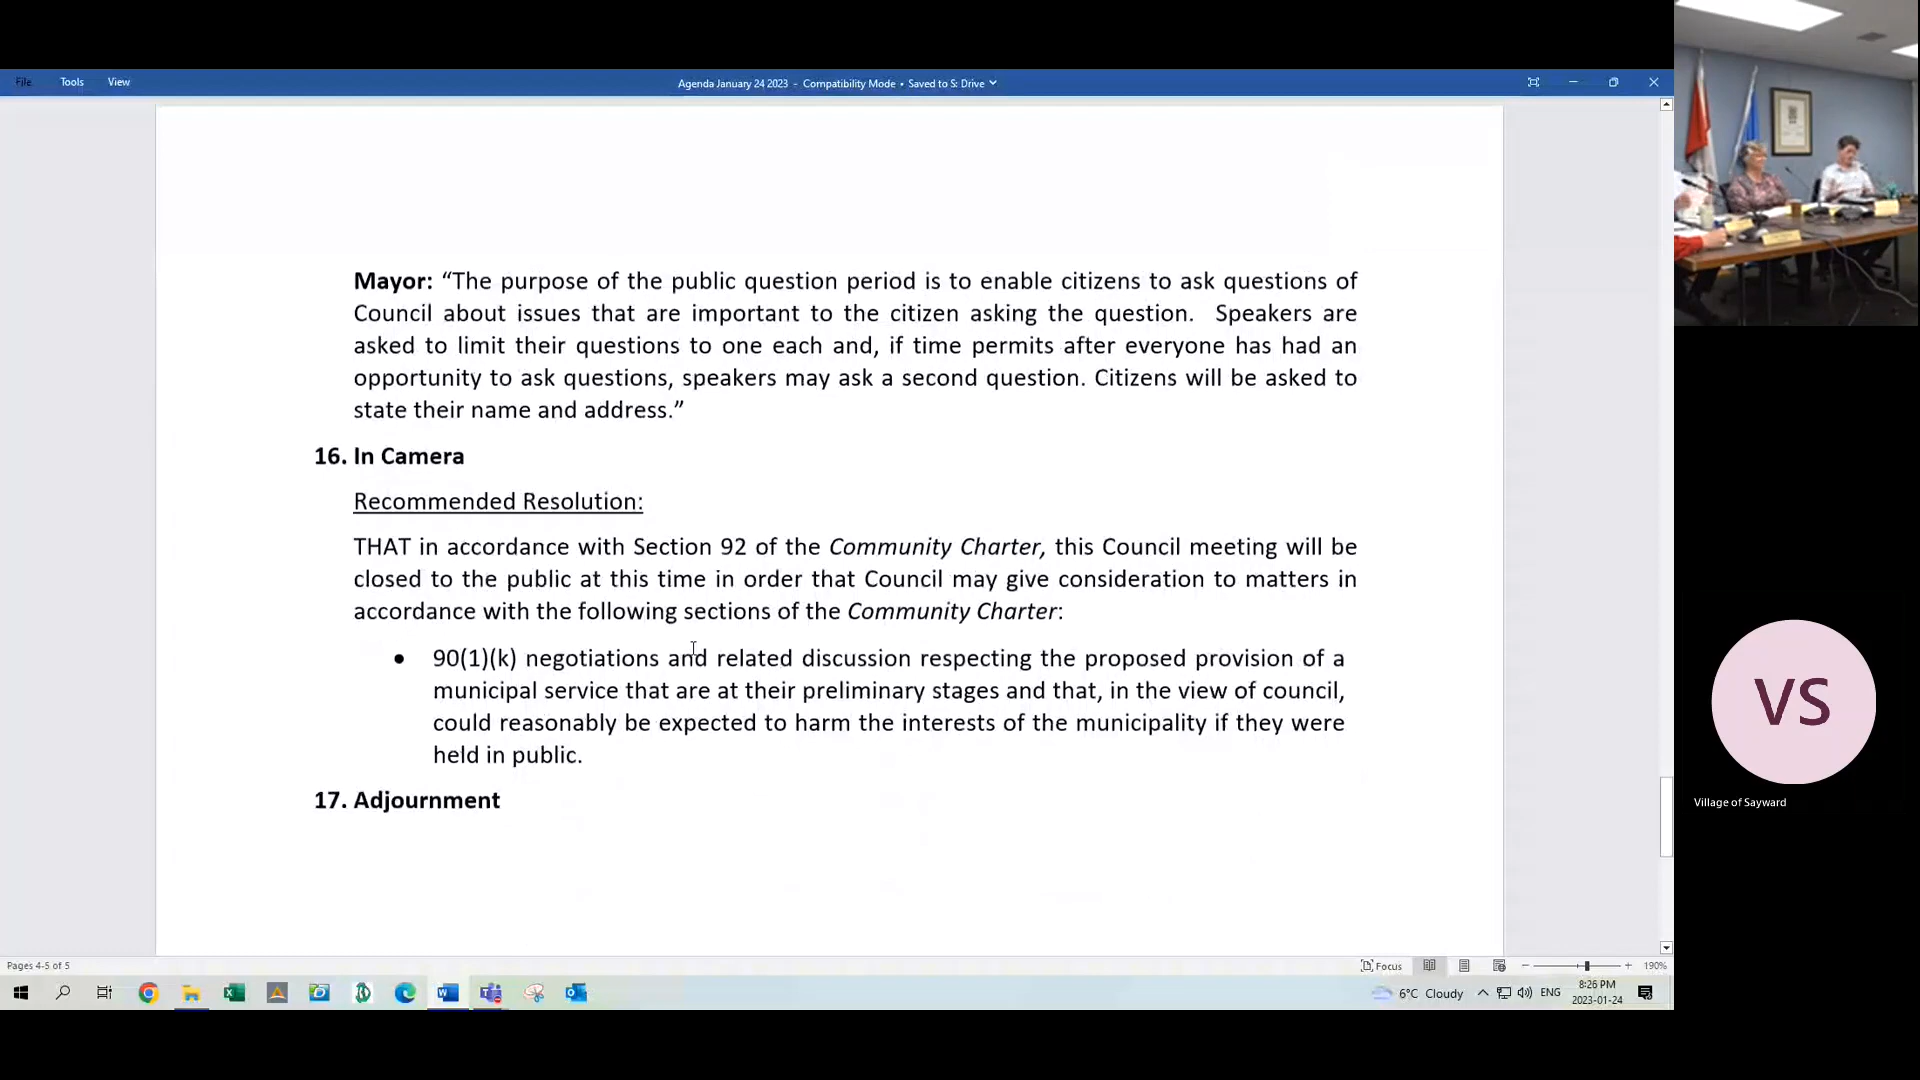 File Tools View Agenda January 24 2023 - Compatibility Mode • Saved to S: Drive
Mayor: “The purpose of the public question period is to enable citizens to ask questions of
Council about issues that are important to the citizen asking the question. Speakers are
asked to limit their questions to one each and, if time permits after everyone has had an
opportunity to ask questions, speakers may ask a second question. Citizens will be asked to
state their name and address.”
16. In Camera
Recommended Resolution:
THAT in accordance with Section 92 of the Community Charter, this Council meeting will be
closed to the public at this time in order that Council may give consideration to matters in
accordance with the following sections of the Community Charter:
• 90(1)(k) negotiations and related discussion respecting the proposed provision of a
municipal service that are at their preliminary stages and that, in the view of council,
could reasonably be expected to harm the interests of the municipality if they were
held in public.
17. Adjournment
VS
Village of Sayward
Pages 4-5 of 5 Focus 190%
6°C Cloudy ENG 8:26 PM
2023-01-24